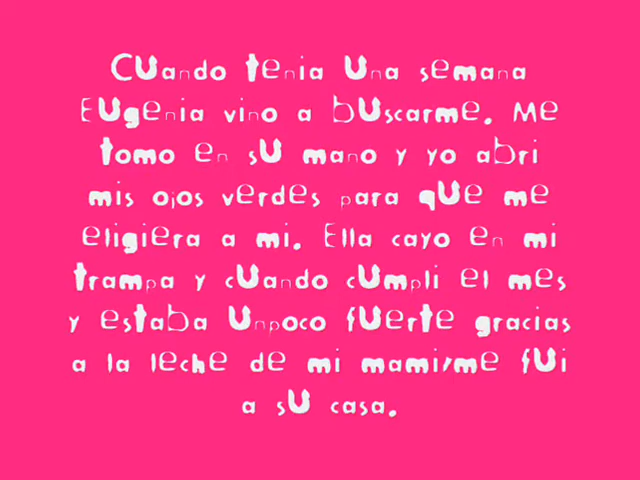 Cuando tenia una semana
Eugenia vino a buscarme. Me
tomo en su mano y yo abri
mis ojos verdes para que me
eligiera a mi. Ella cayo en mi
trampa y cuando cumpli el mes
y estaba unpoco fuerte gracias
a la leche de mi mami,me fui
a su casa.